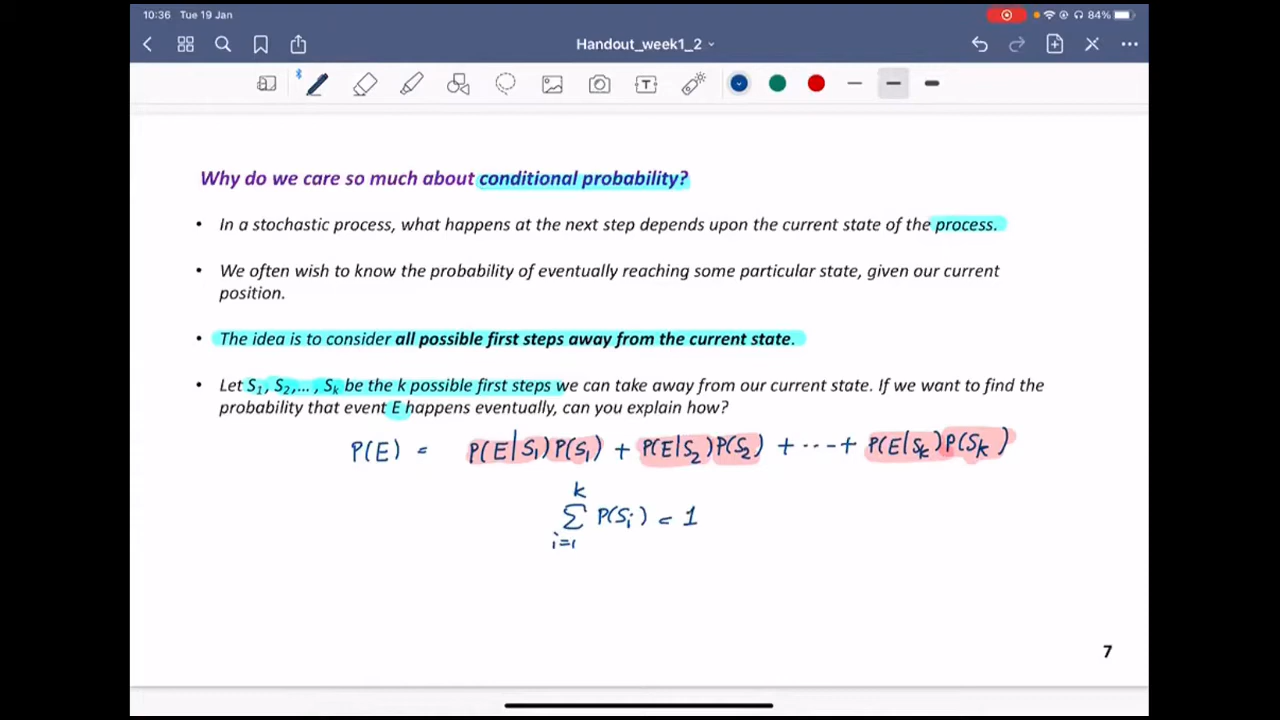 10:36 Tue 19 Jan 84%
Handout_week1_2
Why do we care so much about conditional probability?
• In a stochastic process, what happens at the next step depends upon the current state of the process.
• We often wish to know the probability of eventually reaching some particular state, given our current
position.
• The idea is to consider all possible first steps away from the current state.
• Let S₁, S₂,... , Sₖ be the k possible first steps we can take away from our current state. If we want to find the
probability that event E happens eventually, can you explain how?
P(E) = P(E|S₁)P(S₁) + P(E|S₂)P(S₂) + ... + P(E|Sₖ)P(Sₖ)
k
Σ P(Sᵢ) = 1
i=1
7